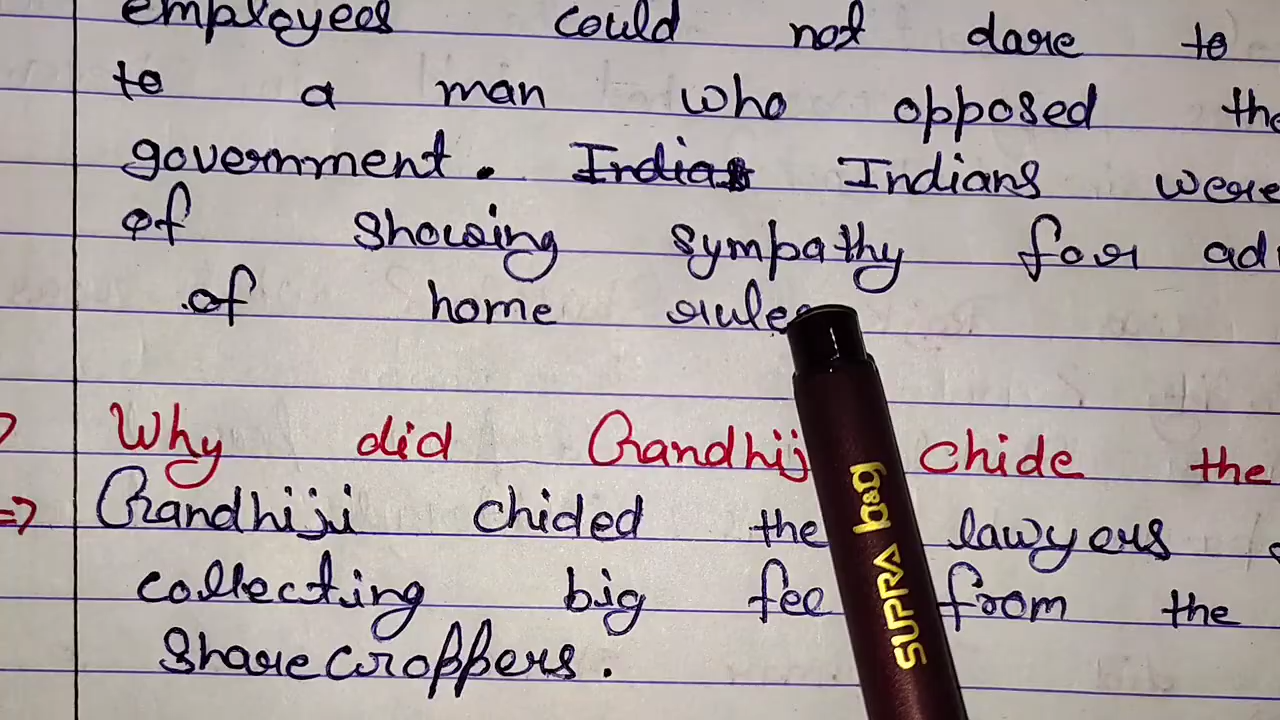 employees could not dare to
to a man who opposed the
government. Indias Indians were
of showing sympathy for ad
of home rule
Why did Gandhiji chide the
=> Gandhiji chided the lawyers
collecting big fee from the
sharecroppers.
SUPRA b&g